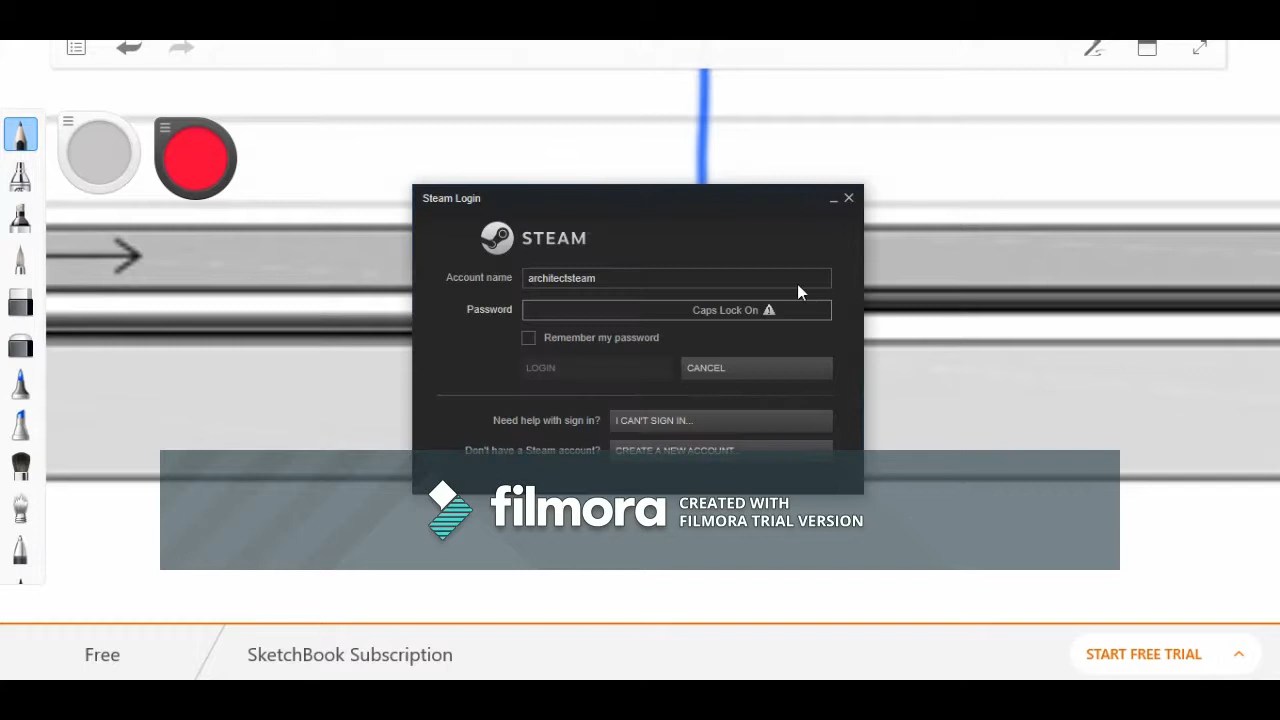 Steam Login
STEAM
Account name architectsteam
Password Caps Lock On
Remember my password
LOGIN CANCEL
Need help with sign in? I CAN'T SIGN IN...
Don't have a Steam account? CREATE A NEW ACCOUNT...
filmora CREATED WITH
FILMORA TRIAL VERSION
Free SketchBook Subscription START FREE TRIAL